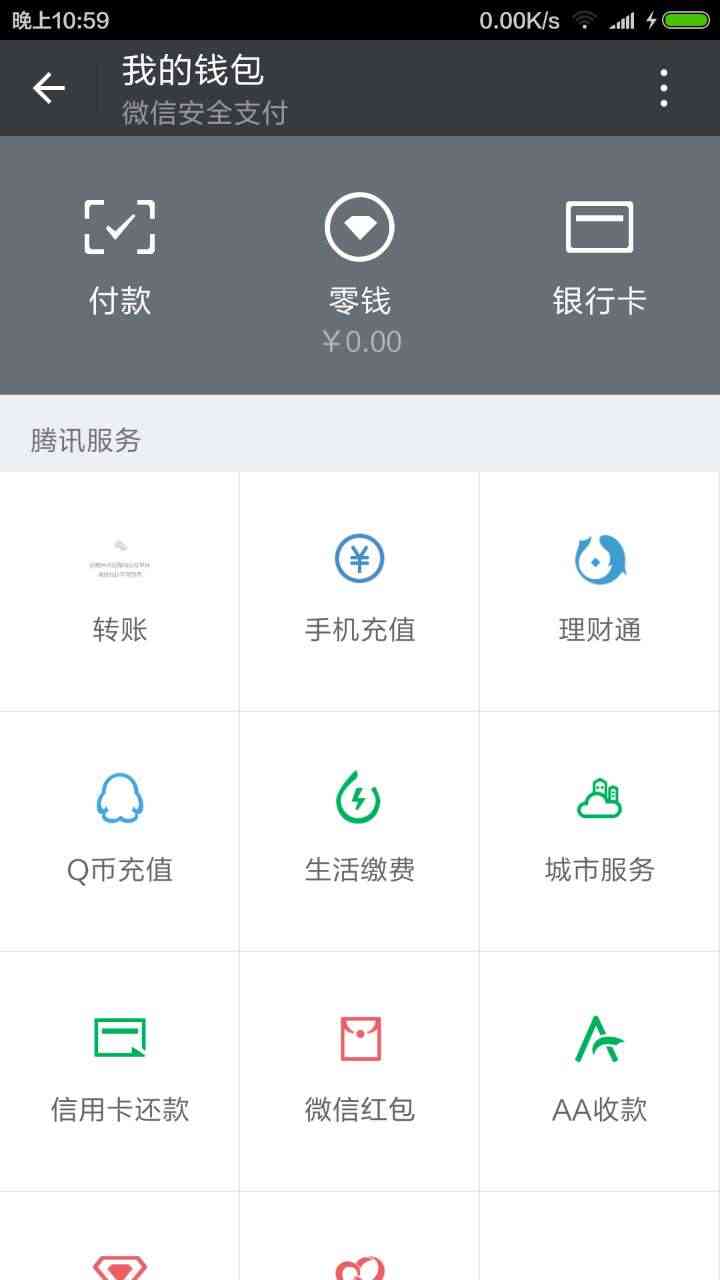 晚上10:59
0.00K/s
我的钱包
微信安全支付
付款
零钱
银行卡
¥0.00
腾讯服务
转账
手机充值
理财通
Q币充值
生活缴费
城市服务
信用卡还款
微信红包
AA收款